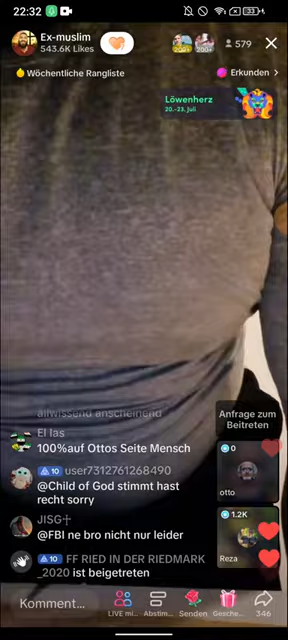 22:32
33
Ex-muslim
543.6K Likes
200+
200+
579
Wöchentliche Rangliste
Erkunden >
Löwenherz
20.-23. Juli
allwissend anscheinend
El las
100%auf Ottos Seite Mensch
10 user7312761268490
@Child of God stimmt hast
recht sorry
JISG☥
@FBI ne bro nicht nur leider
10 FF RIED IN DER RIEDMARK
_2020 ist beigetreten
Anfrage zum
Beitreten
0
otto
1.2K
Reza
Komment...
LIVE mi...
Abstim...
Senden
Gesche...
346